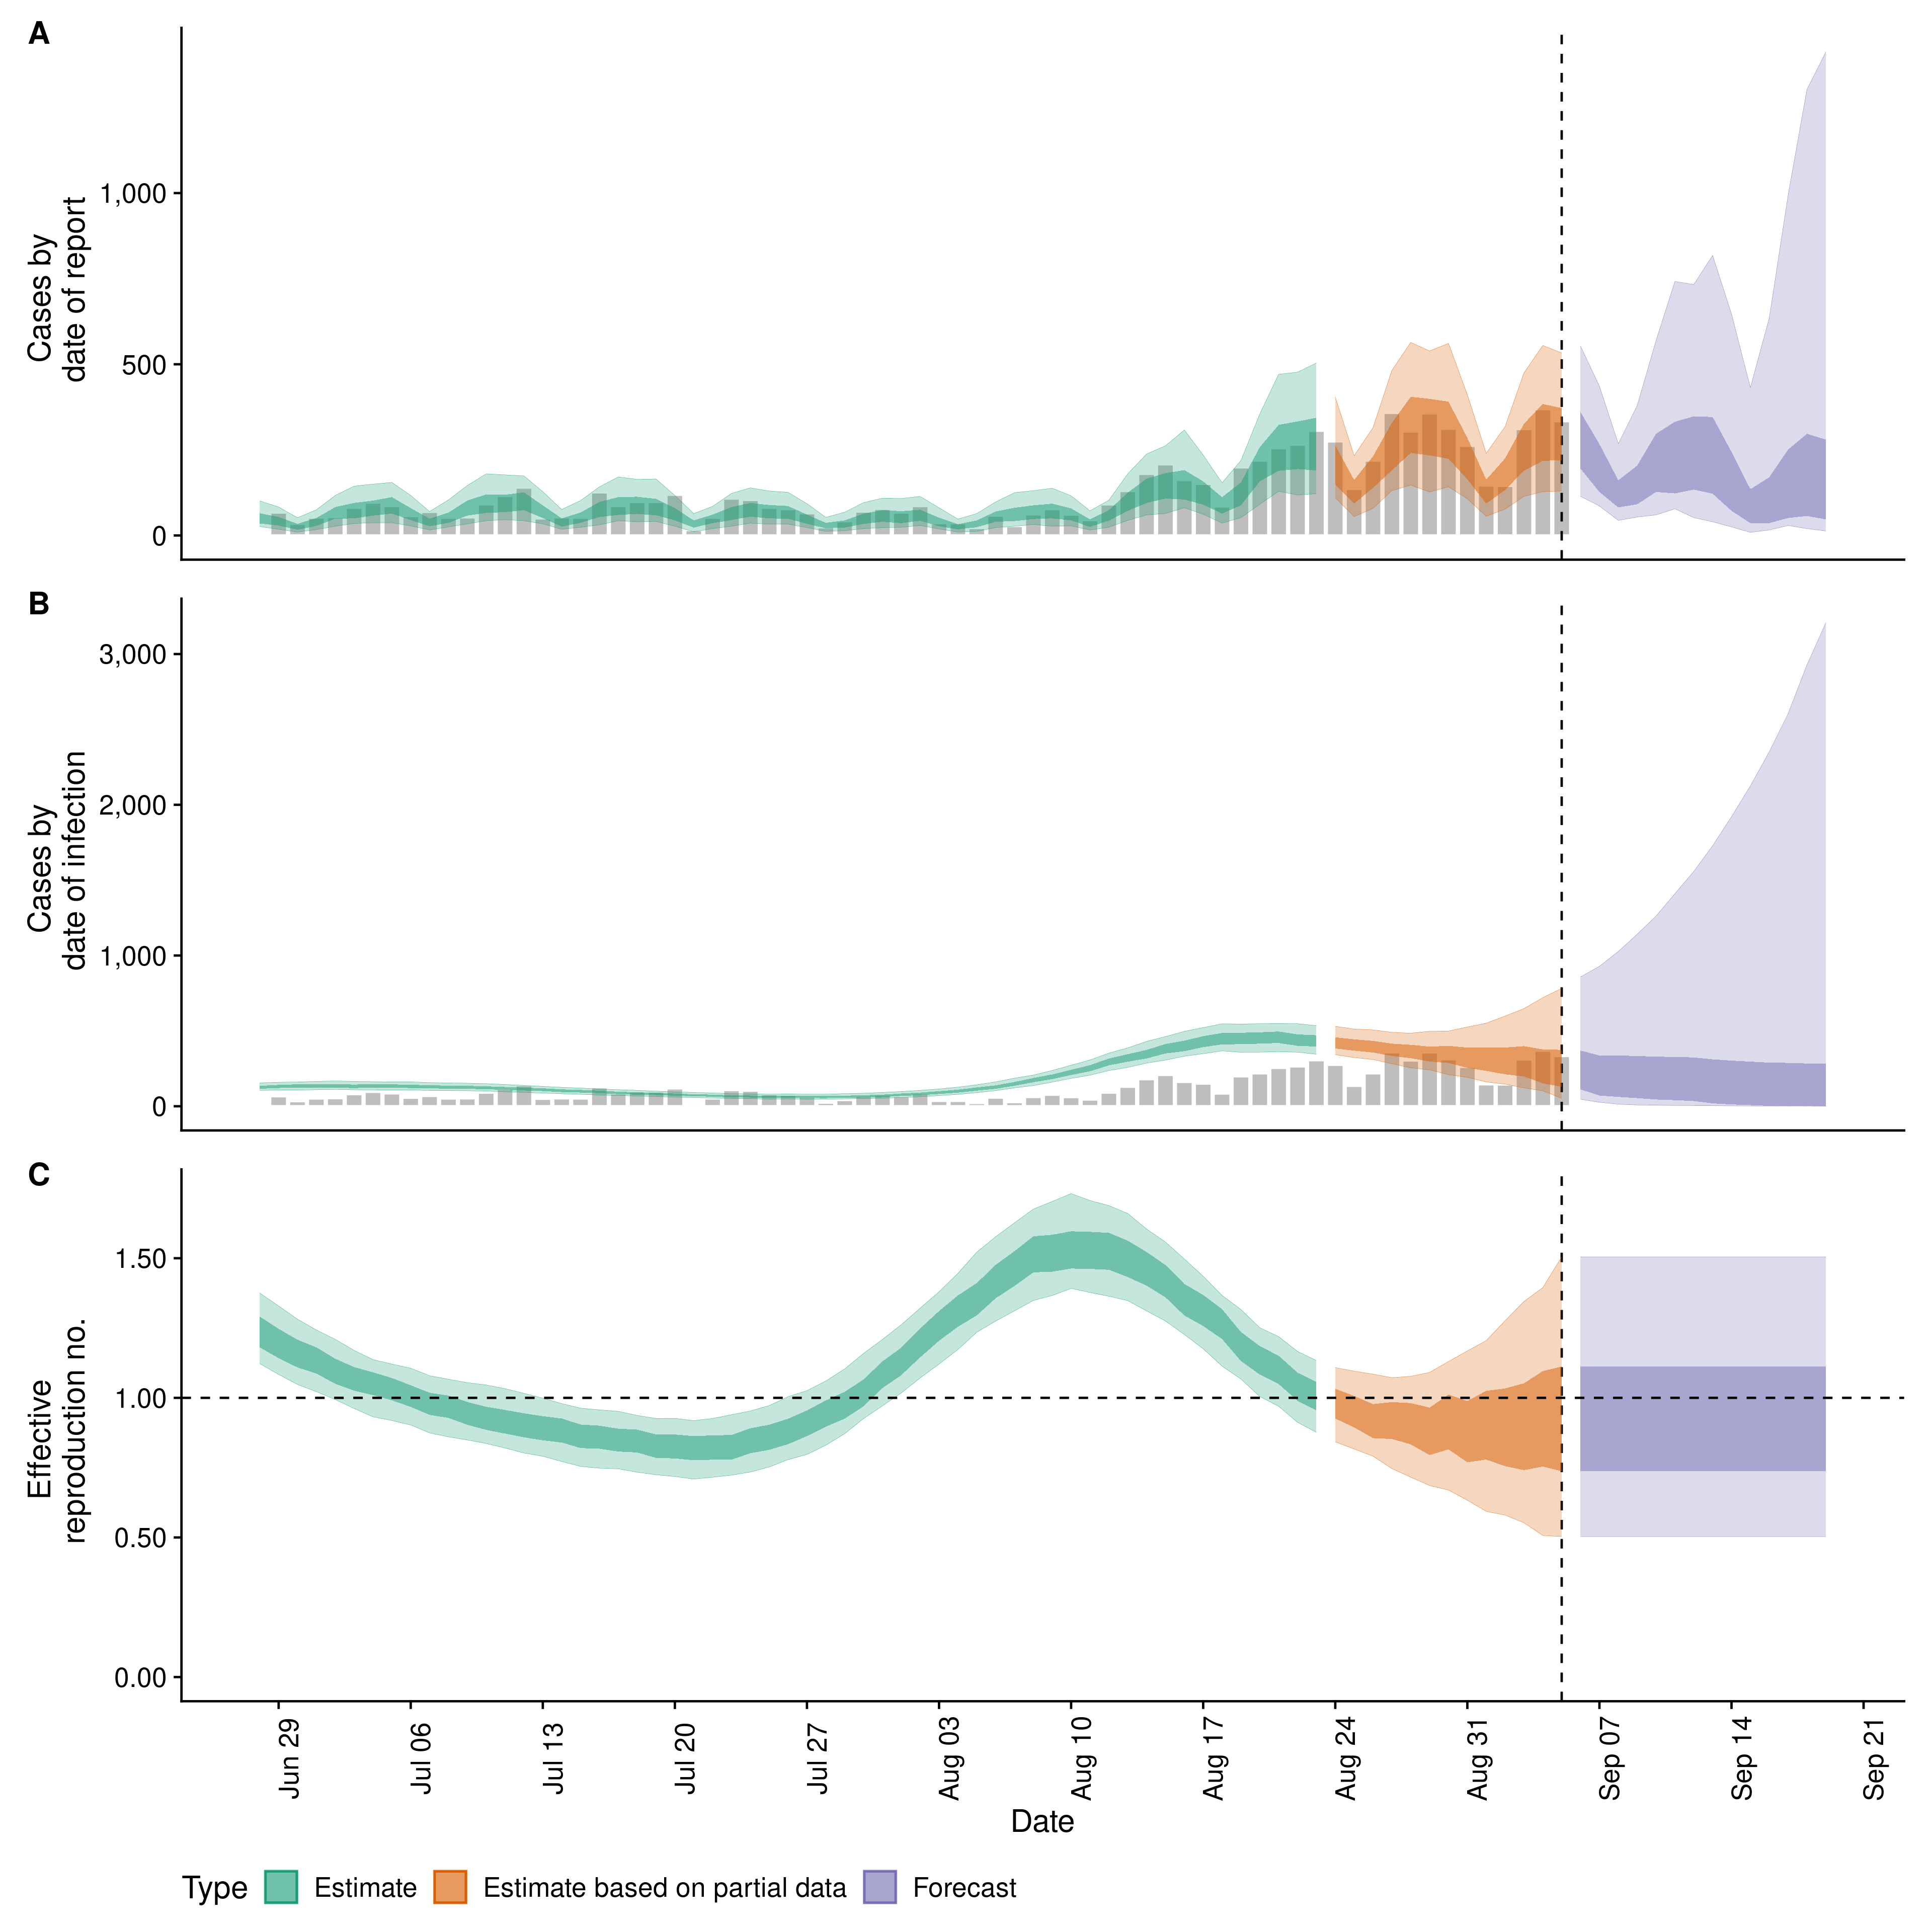 A
Cases by
date of report
1,000
500
0
B
Cases by
date of infection
3,000
2,000
1,000
0
C
Effective
reproduction no.
1.50
1.00
0.50
0.00
Jun 29
Jul 06
Jul 13
Jul 20
Jul 27
Aug 03
Aug 10
Aug 17
Aug 24
Aug 31
Sep 07
Sep 14
Sep 21
Date
Type Estimate Estimate based on partial data Forecast